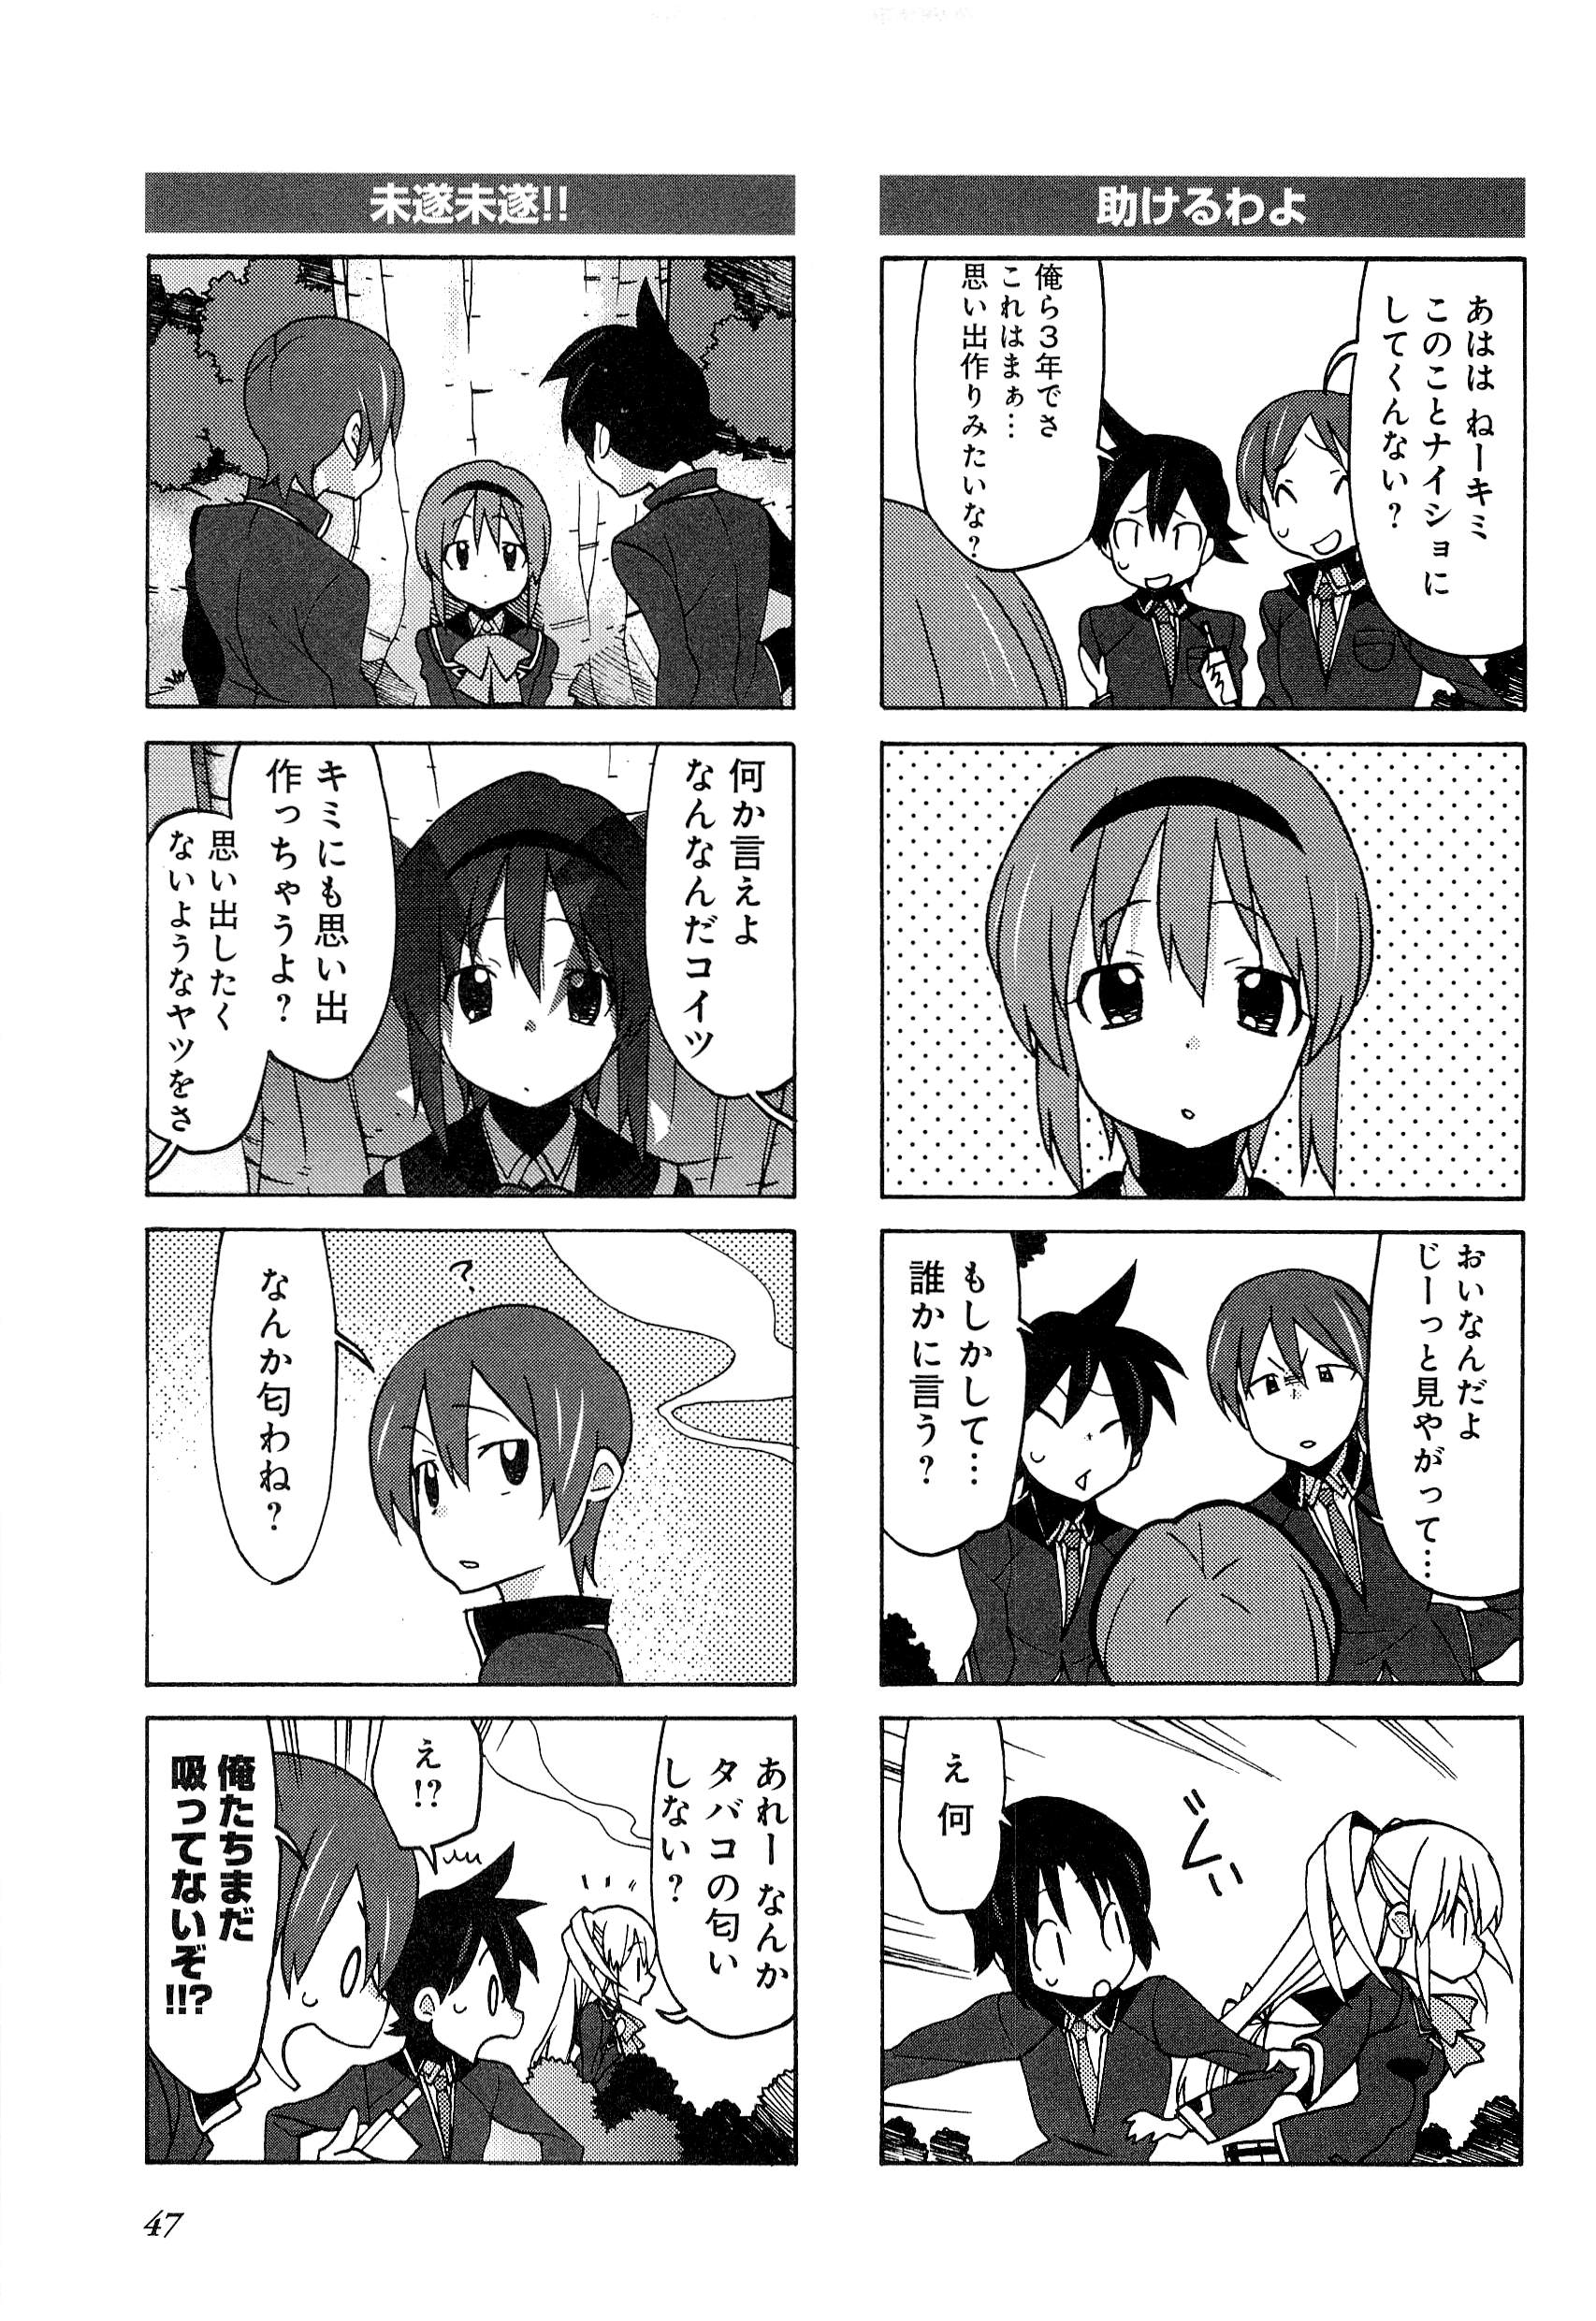 助けるわよ
あはは ねーキミ
このことナイショに
してくんない？
俺ら３年でさ
これはまぁ…
思い出作りみたいな？
おいなんだよ
じーっと見やがって…
もしかして…
誰かに言う？
ぐい
え 何
未遂未遂!!
何か言えよ
なんなんだコイツ
キミにも思い出
作っちゃうよ？
思い出したく
ないようなヤツをさ
?
なんか匂わね？
あれー なんか
タバコの匂い
しない？
え!?
俺たちまだ
吸ってないぞ!!?
47